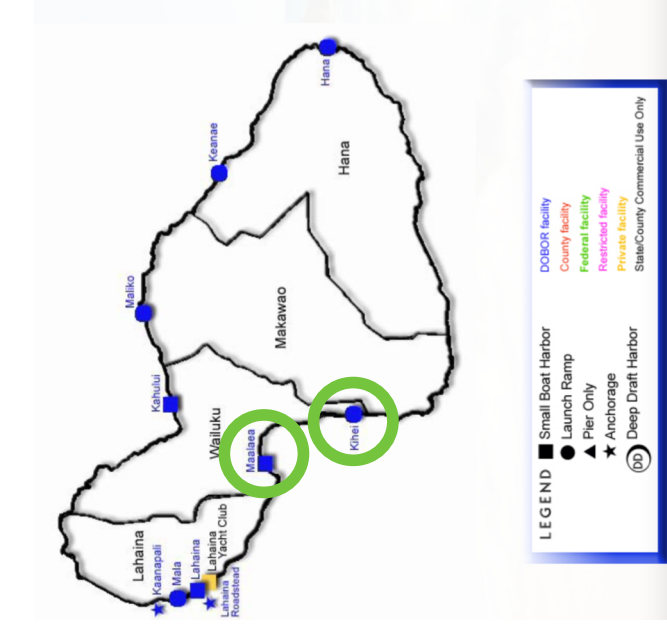 Hana
Keanae
Hana
Maliko
Makawao
Kahului
Wailuku
Maalaea
Kihei
Lahaina
Kaanapali
Mala
Lahaina
Lahaina
Yacht Club
Lahaina
Roadstead
LEGEND
Small Boat Harbor
Launch Ramp
Pier Only
Anchorage
DD Deep Draft Harbor
DOBOR facility
County facility
Federal facility
Restricted facility
Private facility
State/County Commercial Use Only